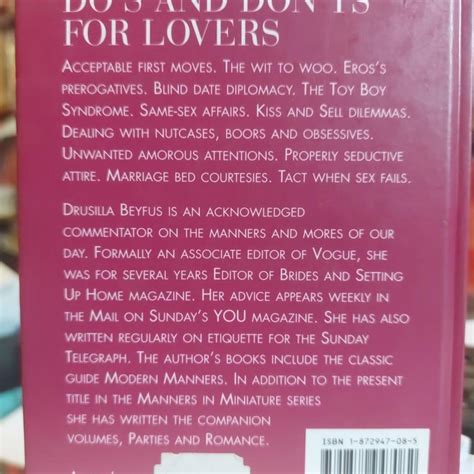 DO'S AND DON'TS
FOR LOVERS
ACCEPTABLE FIRST MOVES. THE WIT TO WOO. EROS'S
PREROGATIVES. BLIND DATE DIPLOMACY. THE TOY BOY
SYNDROME. SAME-SEX AFFAIRS. KISS AND SELL DILEMMAS.
DEALING WITH NUTCASES, BOORS AND OBSESSIVES.
UNWANTED AMOROUS ATTENTIONS. PROPERLY SEDUCTIVE
ATTIRE. MARRIAGE BED COURTESIES. TACT WHEN SEX FAILS.
DRUSILLA BEYFUS IS AN ACKNOWLEDGED
COMMENTATOR ON THE MANNERS AND MORES OF OUR
DAY. FORMALLY AN ASSOCIATE EDITOR OF VOGUE, SHE
WAS FOR SEVERAL YEARS EDITOR OF BRIDES AND SETTING
UP HOME MAGAZINE. HER ADVICE APPEARS WEEKLY IN
THE MAIL ON SUNDAY'S YOU MAGAZINE. SHE HAS ALSO
WRITTEN REGULARLY ON ETIQUETTE FOR THE SUNDAY
TELEGRAPH. THE AUTHOR'S BOOKS INCLUDE THE CLASSIC
GUIDE MODERN MANNERS. IN ADDITION TO THE PRESENT
TITLE IN THE MANNERS IN MINIATURE SERIES
SHE HAS WRITTEN THE COMPANION
VOLUMES, PARTIES AND ROMANCE.
ISBN 1-872947-08-5